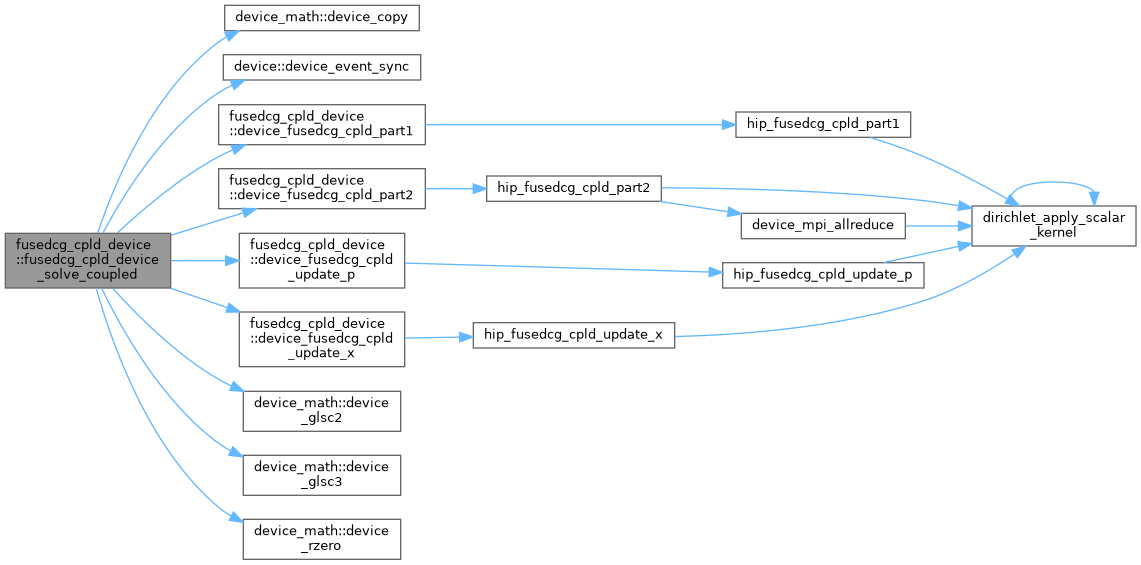 device_math::device_copy
device::device_event_sync
fusedcg_cpld_device
::device_fusedcg_cpld_part1
hip_fusedcg_cpld_part1
fusedcg_cpld_device
::device_fusedcg_cpld_part2
hip_fusedcg_cpld_part2
device_mpi_allreduce
dirichlet_apply_scalar
_kernel
fusedcg_cpld_device
::fusedcg_cpld_device
_solve_coupled
fusedcg_cpld_device
::device_fusedcg_cpld
_update_p
hip_fusedcg_cpld_update_p
fusedcg_cpld_device
::device_fusedcg_cpld
_update_x
hip_fusedcg_cpld_update_x
device_math::device
_glsc2
device_math::device
_glsc3
device_math::device
_rzero